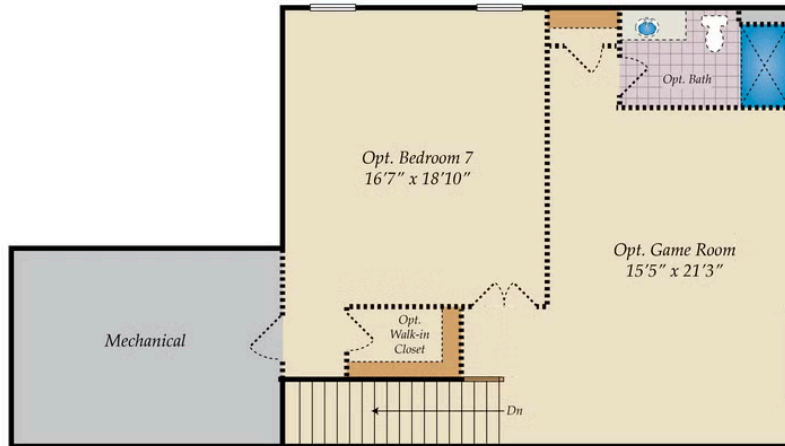 Opt. Bath
Opt. Bedroom 7
16’7” x 18’10”
Opt. Game Room
15’5” x 21’3”
Mechanical
Opt.
Walk-in
Closet
Dn